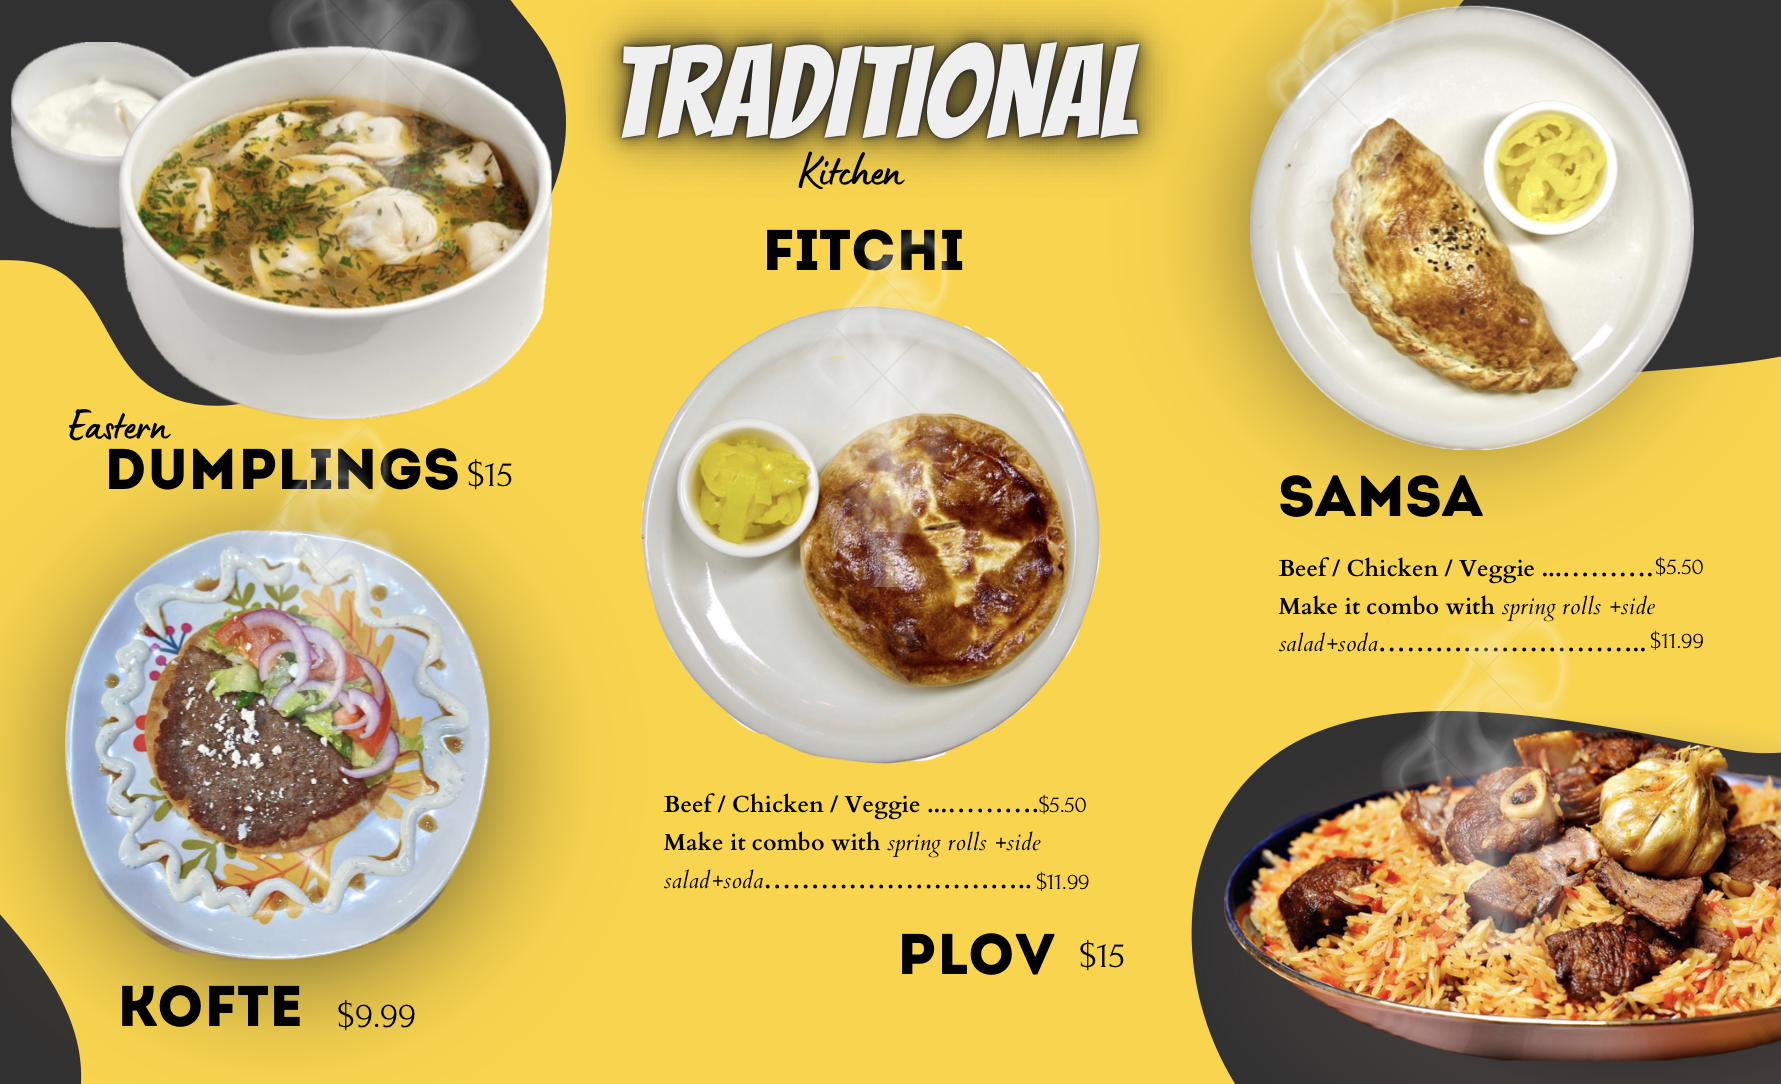 TRADITIONAL
Kitchen
Eastern
DUMPLINGS $15
KOFTE $9.99
FITCHI
Beef / Chicken / Veggie .............$5.50
Make it combo with spring rolls +side
salad+soda.............................. $11.99
PLOV $15
SAMSA
Beef / Chicken / Veggie .............$5.50
Make it combo with spring rolls +side
salad+soda.............................. $11.99